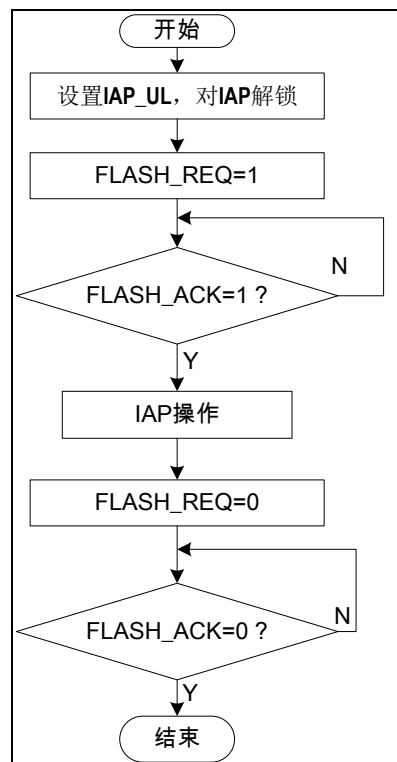 开始
设置IAP_UL，对IAP解锁
FLASH_REQ=1
N
FLASH_ACK=1 ?
Y
IAP操作
FLASH_REQ=0
N
FLASH_ACK=0 ?
Y
结束